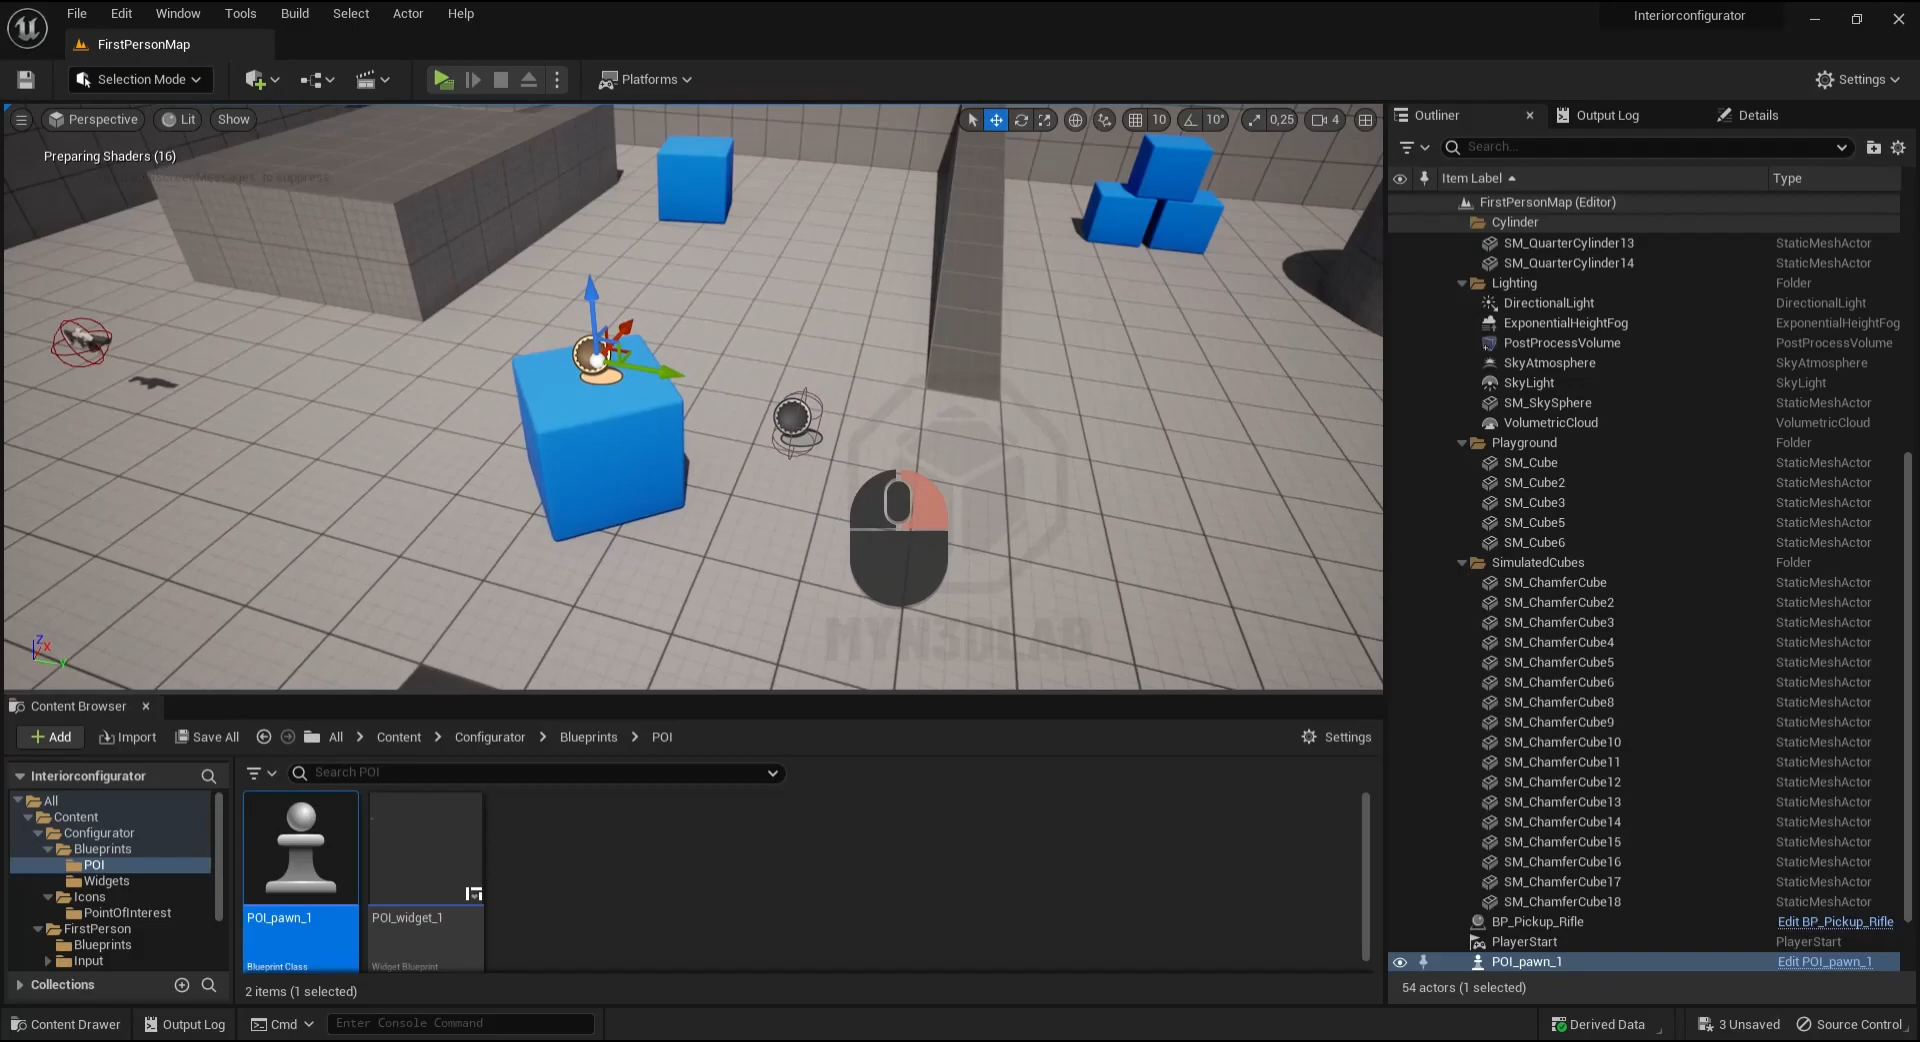 File Edit Window Tools Build Select Actor Help
Interiorconfigurator
FirstPersonMap
Selection Mode
Platforms
Settings
Perspective
Lit
Show
10
10°
0,25
4
Preparing Shaders (16)
Outliner
Output Log
Details
Search...
Item Label
Type
FirstPersonMap (Editor)
Cylinder
SM_QuarterCylinder13 StaticMeshActor
SM_QuarterCylinder14 StaticMeshActor
Lighting Folder
DirectionalLight DirectionalLight
ExponentialHeightFog ExponentialHeightFog
PostProcessVolume PostProcessVolume
SkyAtmosphere SkyAtmosphere
SkyLight SkyLight
SM_SkySphere StaticMeshActor
VolumetricCloud VolumetricCloud
Playground Folder
SM_Cube StaticMeshActor
SM_Cube2 StaticMeshActor
SM_Cube3 StaticMeshActor
SM_Cube5 StaticMeshActor
SM_Cube6 StaticMeshActor
SimulatedCubes Folder
SM_ChamferCube StaticMeshActor
SM_ChamferCube2 StaticMeshActor
SM_ChamferCube3 StaticMeshActor
SM_ChamferCube4 StaticMeshActor
SM_ChamferCube5 StaticMeshActor
SM_ChamferCube6 StaticMeshActor
SM_ChamferCube8 StaticMeshActor
SM_ChamferCube9 StaticMeshActor
SM_ChamferCube10 StaticMeshActor
SM_ChamferCube11 StaticMeshActor
SM_ChamferCube12 StaticMeshActor
SM_ChamferCube13 StaticMeshActor
SM_ChamferCube14 StaticMeshActor
SM_ChamferCube15 StaticMeshActor
SM_ChamferCube16 StaticMeshActor
SM_ChamferCube17 StaticMeshActor
SM_ChamferCube18 StaticMeshActor
BP_Pickup_Rifle Edit BP_Pickup_Rifle
PlayerStart PlayerStart
POI_pawn_1 Edit POI_pawn_1
54 actors (1 selected)
Z
X
Y
Content Browser
Add
Import
Save All
All > Content > Configurator > Blueprints > POI
Settings
Interiorconfigurator
All
Content
Configurator
Blueprints
POI
Widgets
Icons
PointOfInterest
FirstPerson
Blueprints
Input
Collections
Search POI
POI_pawn_1
Blueprint Class
POI_widget_1
Widget Blueprint
2 items (1 selected)
Content Drawer
Output Log
Cmd
Enter Console Command
Derived Data
3 Unsaved
Source Control